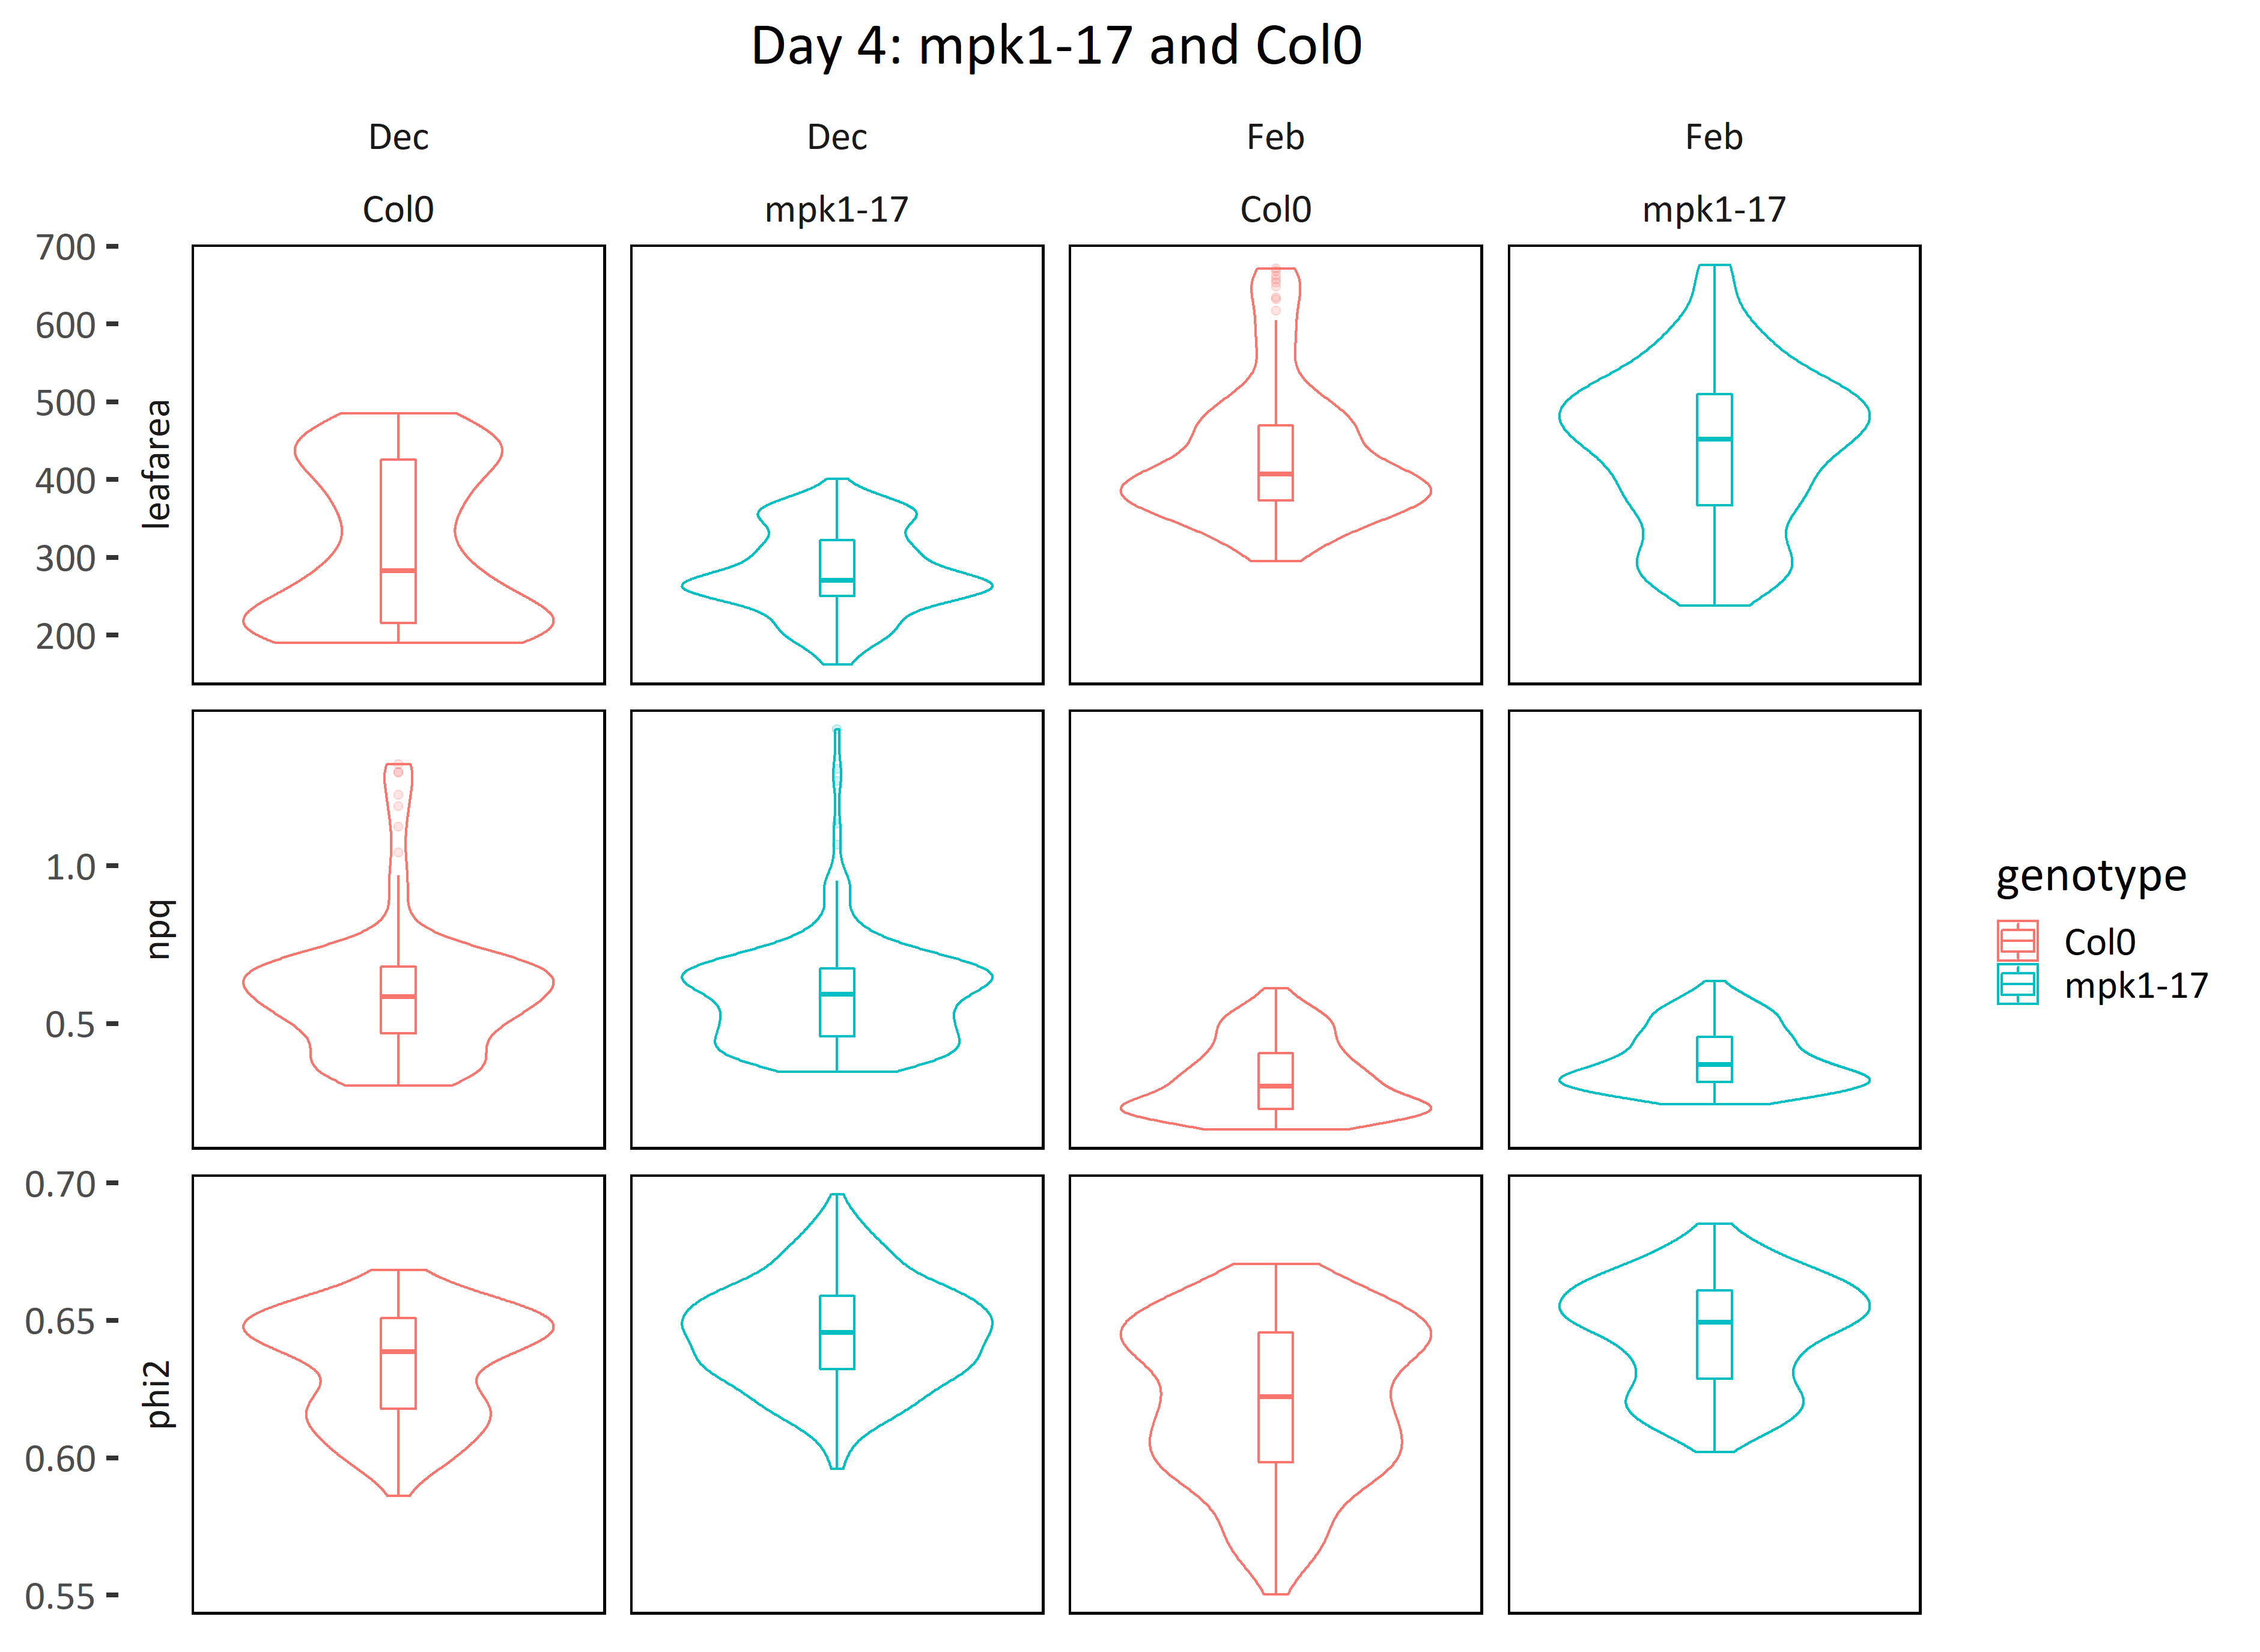 Day 4: mpk1-17 and Col0
Dec Dec Feb Feb
Col0 mpk1-17 Col0 mpk1-17
700
600
500
400
300
200
leafarea
1.0
0.5
npq
0.70
0.65
0.60
0.55
phi2
genotype
Col0
mpk1-17